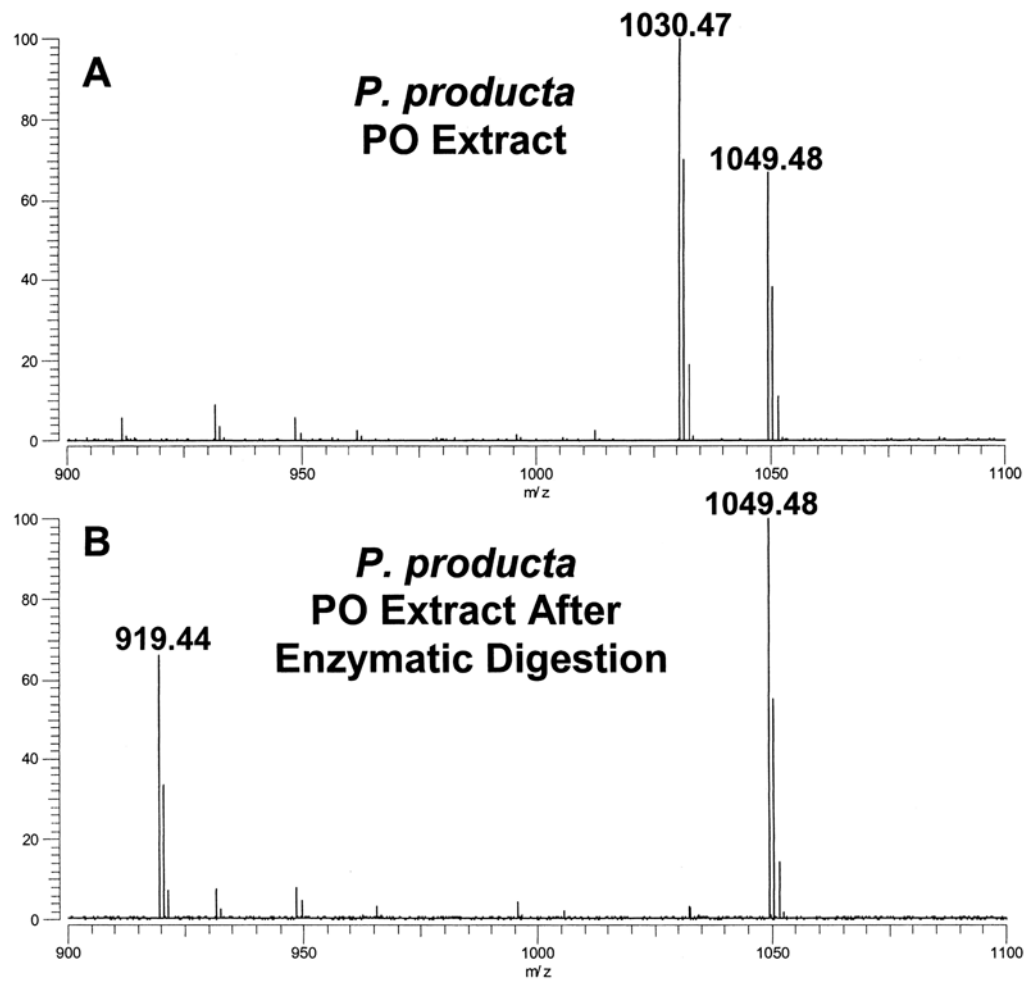 1030.47
100
A
P. producta
PO Extract
80
1049.48
60
40
20
0
900
950
1000
1050
1100
m/z
1049.48
100
B
P. producta
PO Extract After
Enzymatic Digestion
80
919.44
60
40
20
0
900
950
1000
1050
1100
m/z